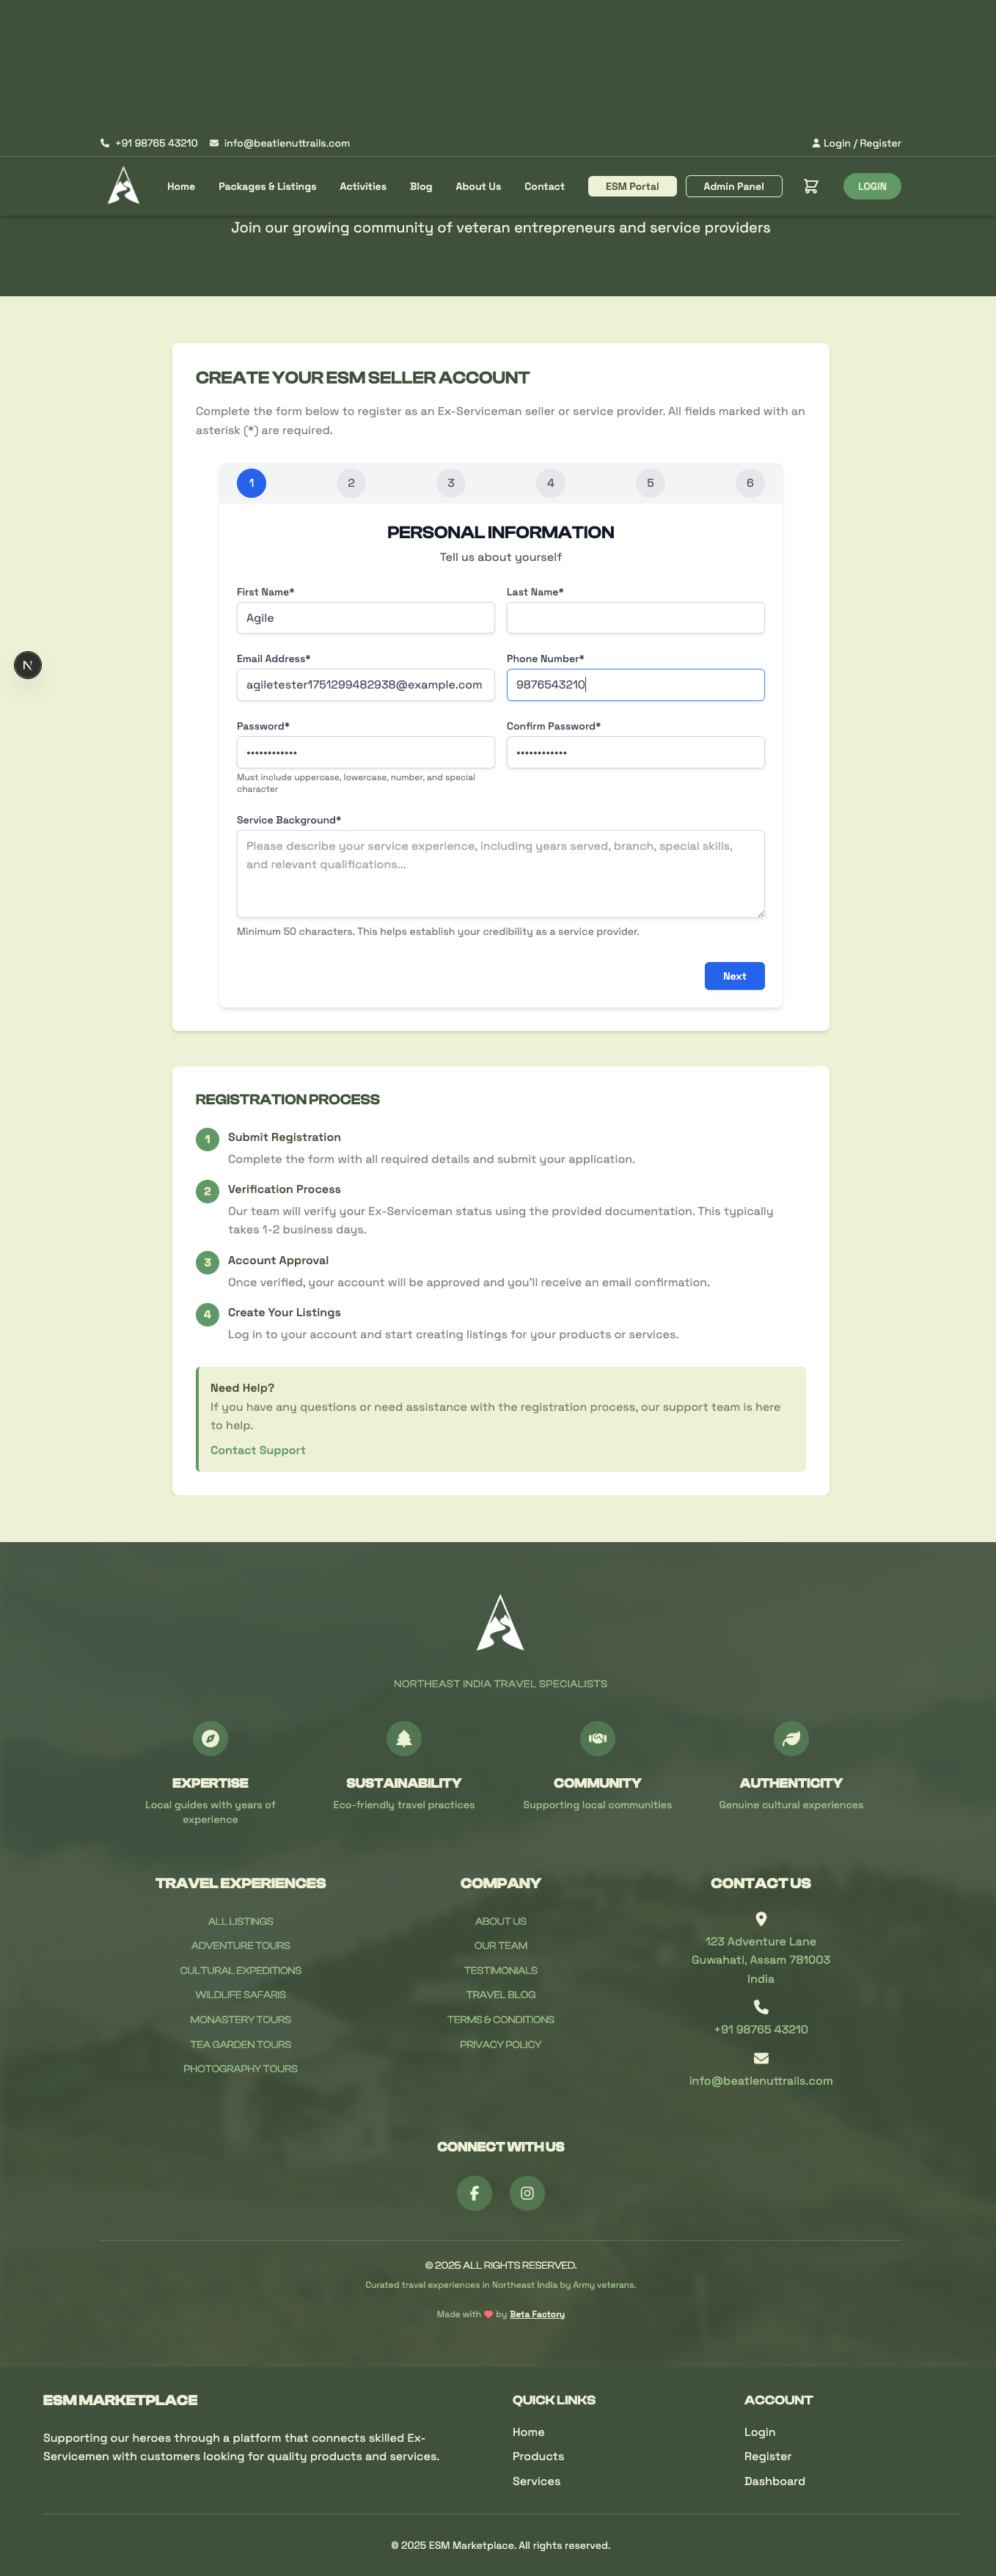 +91 98765 43210 info@beatlenuttrails.com Login / Register
Home Packages & Listings Activities Blog About Us Contact ESM Portal Admin Panel LOGIN
Join our growing community of veteran entrepreneurs and service providers
CREATE YOUR ESM SELLER ACCOUNT
Complete the form below to register as an Ex-Serviceman seller or service provider. All fields marked with an
asterisk (*) are required.
1 2 3 4 5 6
PERSONAL INFORMATION
Tell us about yourself
First Name* Last Name*
Agile
Email Address* Phone Number*
agiletester1751299482938@example.com 9876543210
Password* Confirm Password*
•••••••••••• ••••••••••••
Must include uppercase, lowercase, number, and special
character
Service Background*
Please describe your service experience, including years served, branch, special skills,
and relevant qualifications...
Minimum 50 characters. This helps establish your credibility as a service provider.
Next
N
REGISTRATION PROCESS
1 Submit Registration
Complete the form with all required details and submit your application.
2 Verification Process
Our team will verify your Ex-Serviceman status using the provided documentation. This typically
takes 1-2 business days.
3 Account Approval
Once verified, your account will be approved and you'll receive an email confirmation.
4 Create Your Listings
Log in to your account and start creating listings for your products or services.
Need Help?
If you have any questions or need assistance with the registration process, our support team is here
to help.
Contact Support
NORTHEAST INDIA TRAVEL SPECIALISTS
EXPERTISE SUSTAINABILITY COMMUNITY AUTHENTICITY
Local guides with years of Eco-friendly travel practices Supporting local communities Genuine cultural experiences
experience
TRAVEL EXPERIENCES
ALL LISTINGS
ADVENTURE TOURS
CULTURAL EXPEDITIONS
WILDLIFE SAFARIS
MONASTERY TOURS
TEA GARDEN TOURS
PHOTOGRAPHY TOURS
COMPANY
ABOUT US
OUR TEAM
TESTIMONIALS
TRAVEL BLOG
TERMS & CONDITIONS
PRIVACY POLICY
CONTACT US
123 Adventure Lane
Guwahati, Assam 781003
India
+91 98765 43210
info@beatlenuttrails.com
CONNECT WITH US
© 2025 ALL RIGHTS RESERVED.
Curated travel experiences in Northeast India by Army veterans.
Made with ❤ by Beta Factory
ESM MARKETPLACE
Supporting our heroes through a platform that connects skilled Ex-
Servicemen with customers looking for quality products and services.
QUICK LINKS
Home
Products
Services
ACCOUNT
Login
Register
Dashboard
© 2025 ESM Marketplace. All rights reserved.